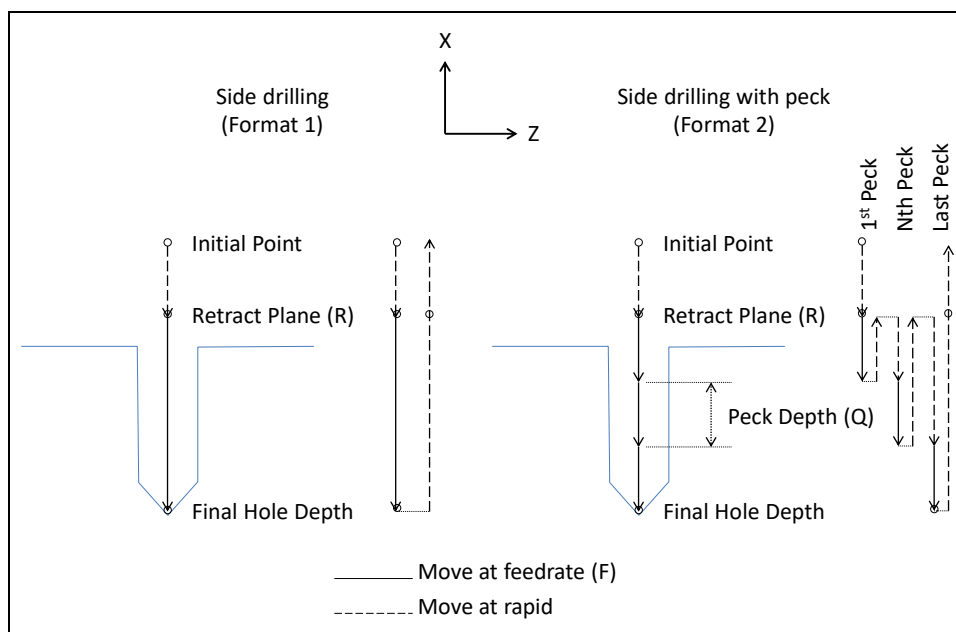 X
Z
Side drilling
(Format 1)
Side drilling with peck
(Format 2)
1st Peck
Nth Peck
Last Peck
Initial Point
Retract Plane (R)
Final Hole Depth
Initial Point
Retract Plane (R)
Peck Depth (Q)
Final Hole Depth
Move at feedrate (F)
Move at rapid